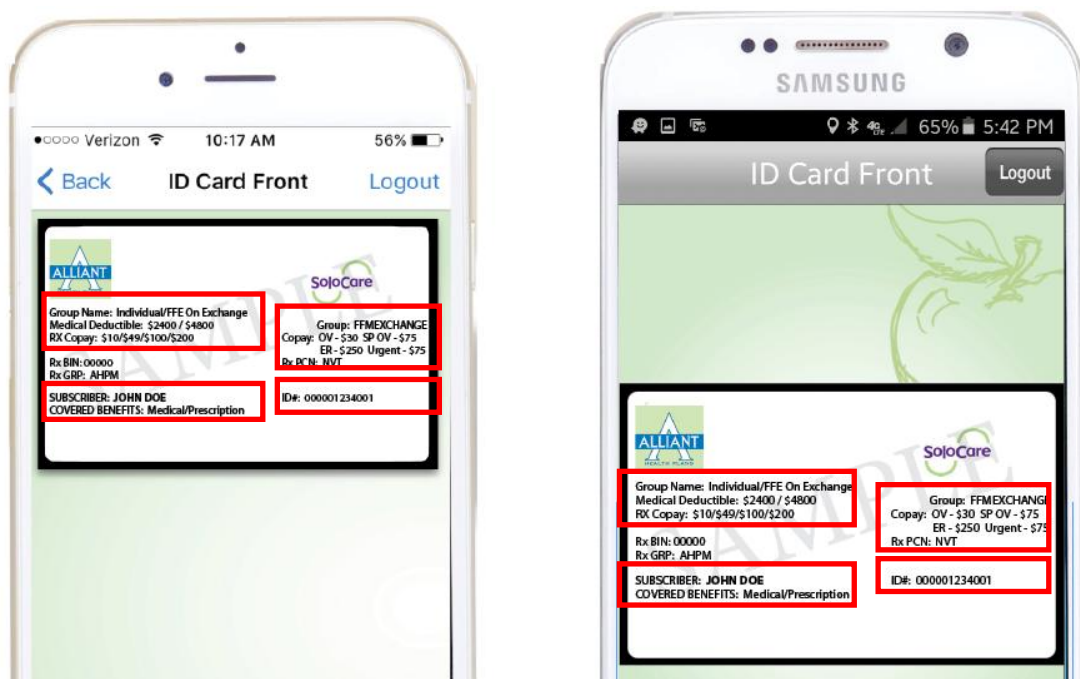 ●○○○○ Verizon 10:17 AM 56%
Back ID Card Front Logout
ALLIANT
SoloCare
SAMPLE
Group Name: Individual/FFE On Exchange
Medical Deductible: $2400 / $4800
RX Copay: $10/$49/$100/$200
Group: FFMEXCHANGE
Copay: OV - $30 SP OV - $75
ER - $250 Urgent - $75
Rx BIN: 00000
Rx PCN: NVT
Rx GRP: AHPM
SUBSCRIBER: JOHN DOE
COVERED BENEFITS: Medical/Prescription
ID#: 000001234001
SAMSUNG
4G LTE 65% 5:42 PM
ID Card Front Logout
ALLIANT
HEALTH PLANS
SoloCare
SAMPLE
Group Name: Individual/FFE On Exchange
Medical Deductible: $2400 / $4800
RX Copay: $10/$49/$100/$200
Group: FFMEXCHANGE
Copay: OV - $30 SP OV - $75
ER - $250 Urgent - $75
Rx BIN: 00000
Rx PCN: NVT
Rx GRP: AHPM
SUBSCRIBER: JOHN DOE
COVERED BENEFITS: Medical/Prescription
ID#: 000001234001